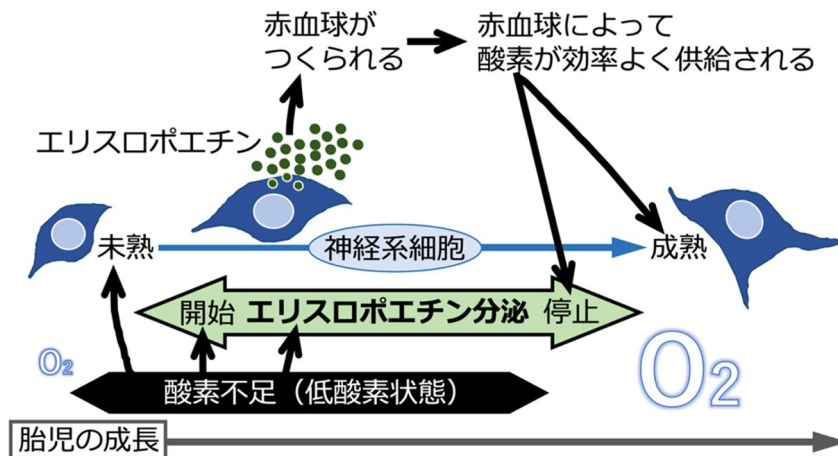 赤血球が
つくられる
赤血球によって
酸素が効率よく供給される
エリスロポエチン
未熟
神経系細胞
成熟
開始 エリスロポエチン分泌 停止
O2
酸素不足（低酸素状態）
O2
胎児の成長